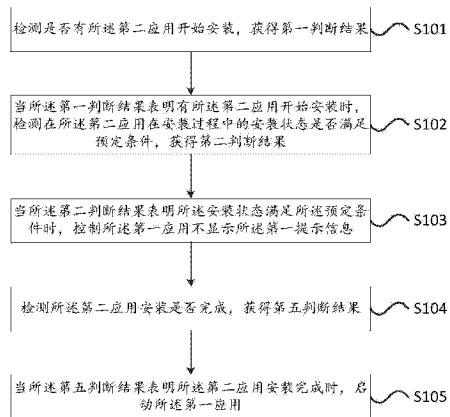 检测是否有所述第二应用开始安装，获得第一判断结果
S101
当所述第一判断结果表明有所述第二应用开始安装时，
检测在所述第二应用在安装过程中的安装状态是否满足
预定条件，获得第二判断结果
S102
当所述第二判断结果表明所述安装状态满足所述预定条
件时，控制所述第一应用不显示所述第一提示信息
S103
检测所述第二应用安装是否完成，获得第五判断结果
S104
当所述第五判断结果表明所述第二应用安装完成时，启
动所述第一应用
S105